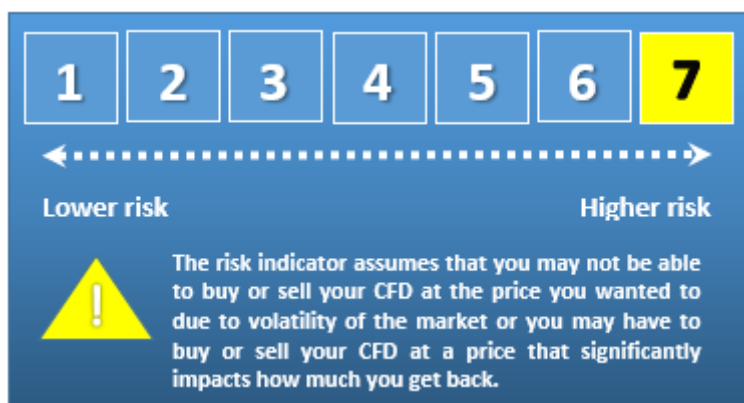 1 2 3 4 5 6 7
Lower risk Higher risk
! The risk indicator assumes that you may not be able
to buy or sell your CFD at the price you wanted to
due to volatility of the market or you may have to
buy or sell your CFD at a price that significantly
impacts how much you get back.